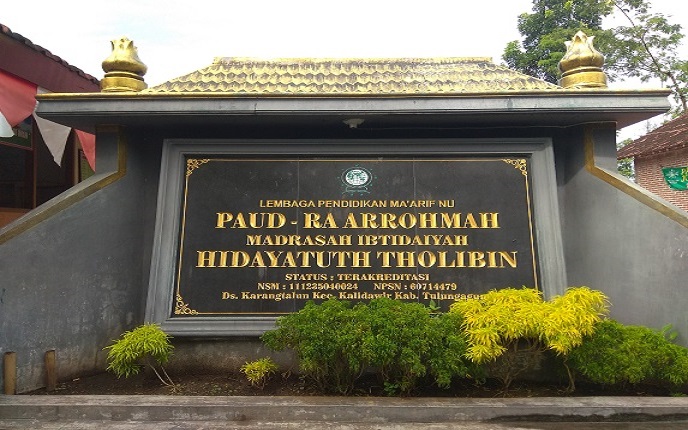 LEMBAGA PENDIDIKAN MA'ARIF NU
PAUD - RA ARROHMAH
MADRASAH IBTIDAIYAH
HIDAYATUTH THOLIBIN
STATUS : TERAKREDITASI
NSM : 111235040024 NPSN : 60714479
Ds. Karangtalun Kec. Kalidawir Kab. Tulungagung